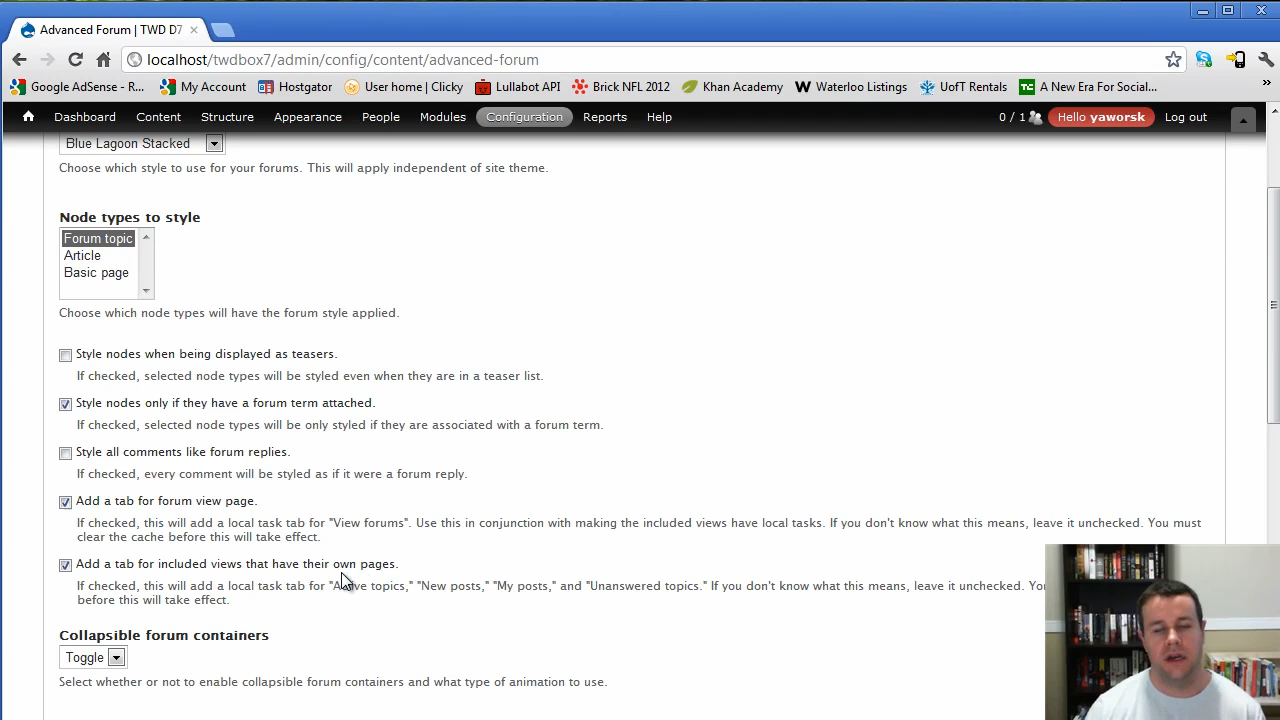 Advanced Forum | TWD D7
localhost/twdbox7/admin/config/content/advanced-forum
Google AdSense - R... My Account Hostgato User home | Clicky Lullabot API Brick NFL 2012 Khan Academy Waterloo Listings UofT Rentals A New Era For Social... »
Dashboard Content Structure Appearance People Modules Configuration Reports Help 0 / 1 Hello yaworsk Log out
Blue Lagoon Stacked
Choose which style to use for your forums. This will apply independent of site theme.
Node types to style
Forum topic
Article
Basic page
Choose which node types will have the forum style applied.
Style nodes when being displayed as teasers.
If checked, selected node types will be styled even when they are in a teaser list.
Style nodes only if they have a forum term attached.
If checked, selected node types will be only styled if they are associated with a forum term.
Style all comments like forum replies.
If checked, every comment will be styled as if it were a forum reply.
Add a tab for forum view page.
If checked, this will add a local task tab for "View forums". Use this in conjunction with making the included views have local tasks. If you don't know what this means, leave it unchecked. You must
clear the cache before this will take effect.
Add a tab for included views that have their own pages.
If checked, this will add a local task tab for "Active topics," "New posts," "My posts," and "Unanswered topics." If you don't know what this means, leave it unchecked.
before this will take effect.
Collapsible forum containers
Toggle
Select whether or not to enable collapsible forum containers and what type of animation to use.